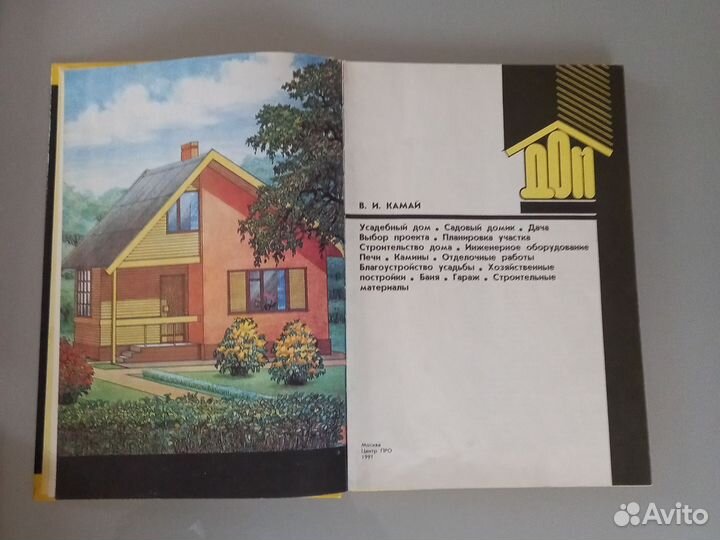 ДОМ
В. И. КАМАЙ
Усадебный дом • Садовый домик • Дача
Выбор проекта • Планировка участка
Строительство дома • Инженерное оборудование
Печи • Камины • Отделочные работы
Благоустройство усадьбы • Хозяйственные
постройки • Баня • Гараж • Строительные
материалы
Москва
Центр ПРО
1991
Avito